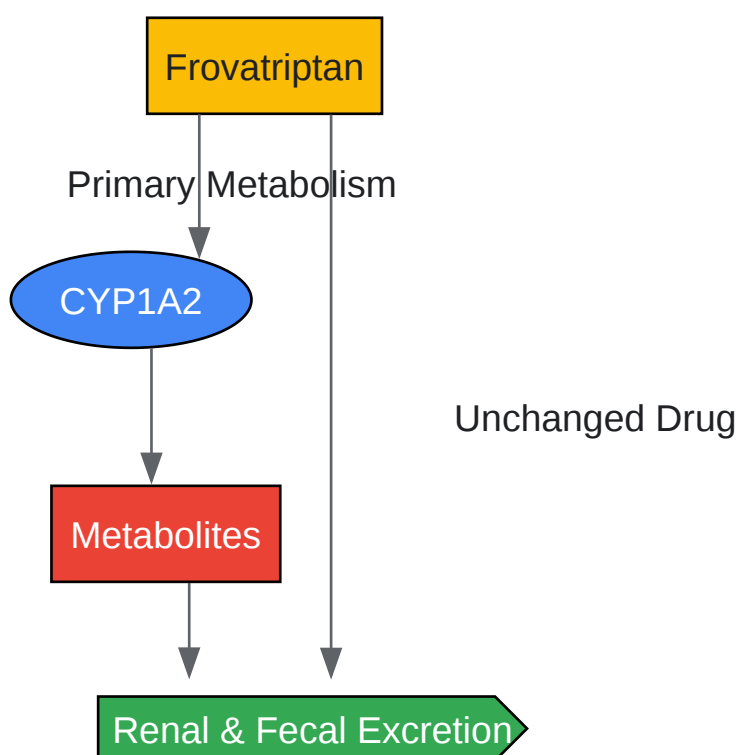 Frovatriptan
Primary Metabolism
CYP1A2
Unchanged Drug
Metabolites
Renal & Fecal Excretion